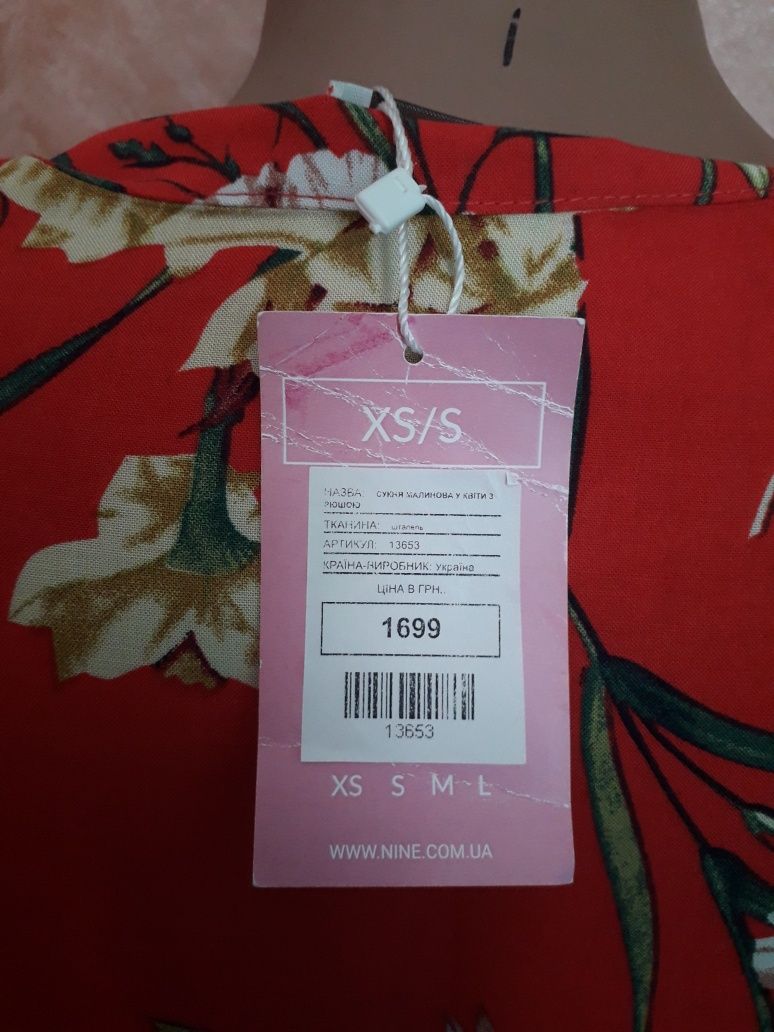 XS/S
НАЗВА: СУКНЯ МАЛИНОВА У КВІТИ З
РЮШОЮ
ТКАНИНА: штапель
АРТИКУЛ: 13653
КРАЇНА-ВИРОБНИК: Україна
ЦІНА В ГРН..
1699
13653
XS S M L
WWW.NINE.COM.UA